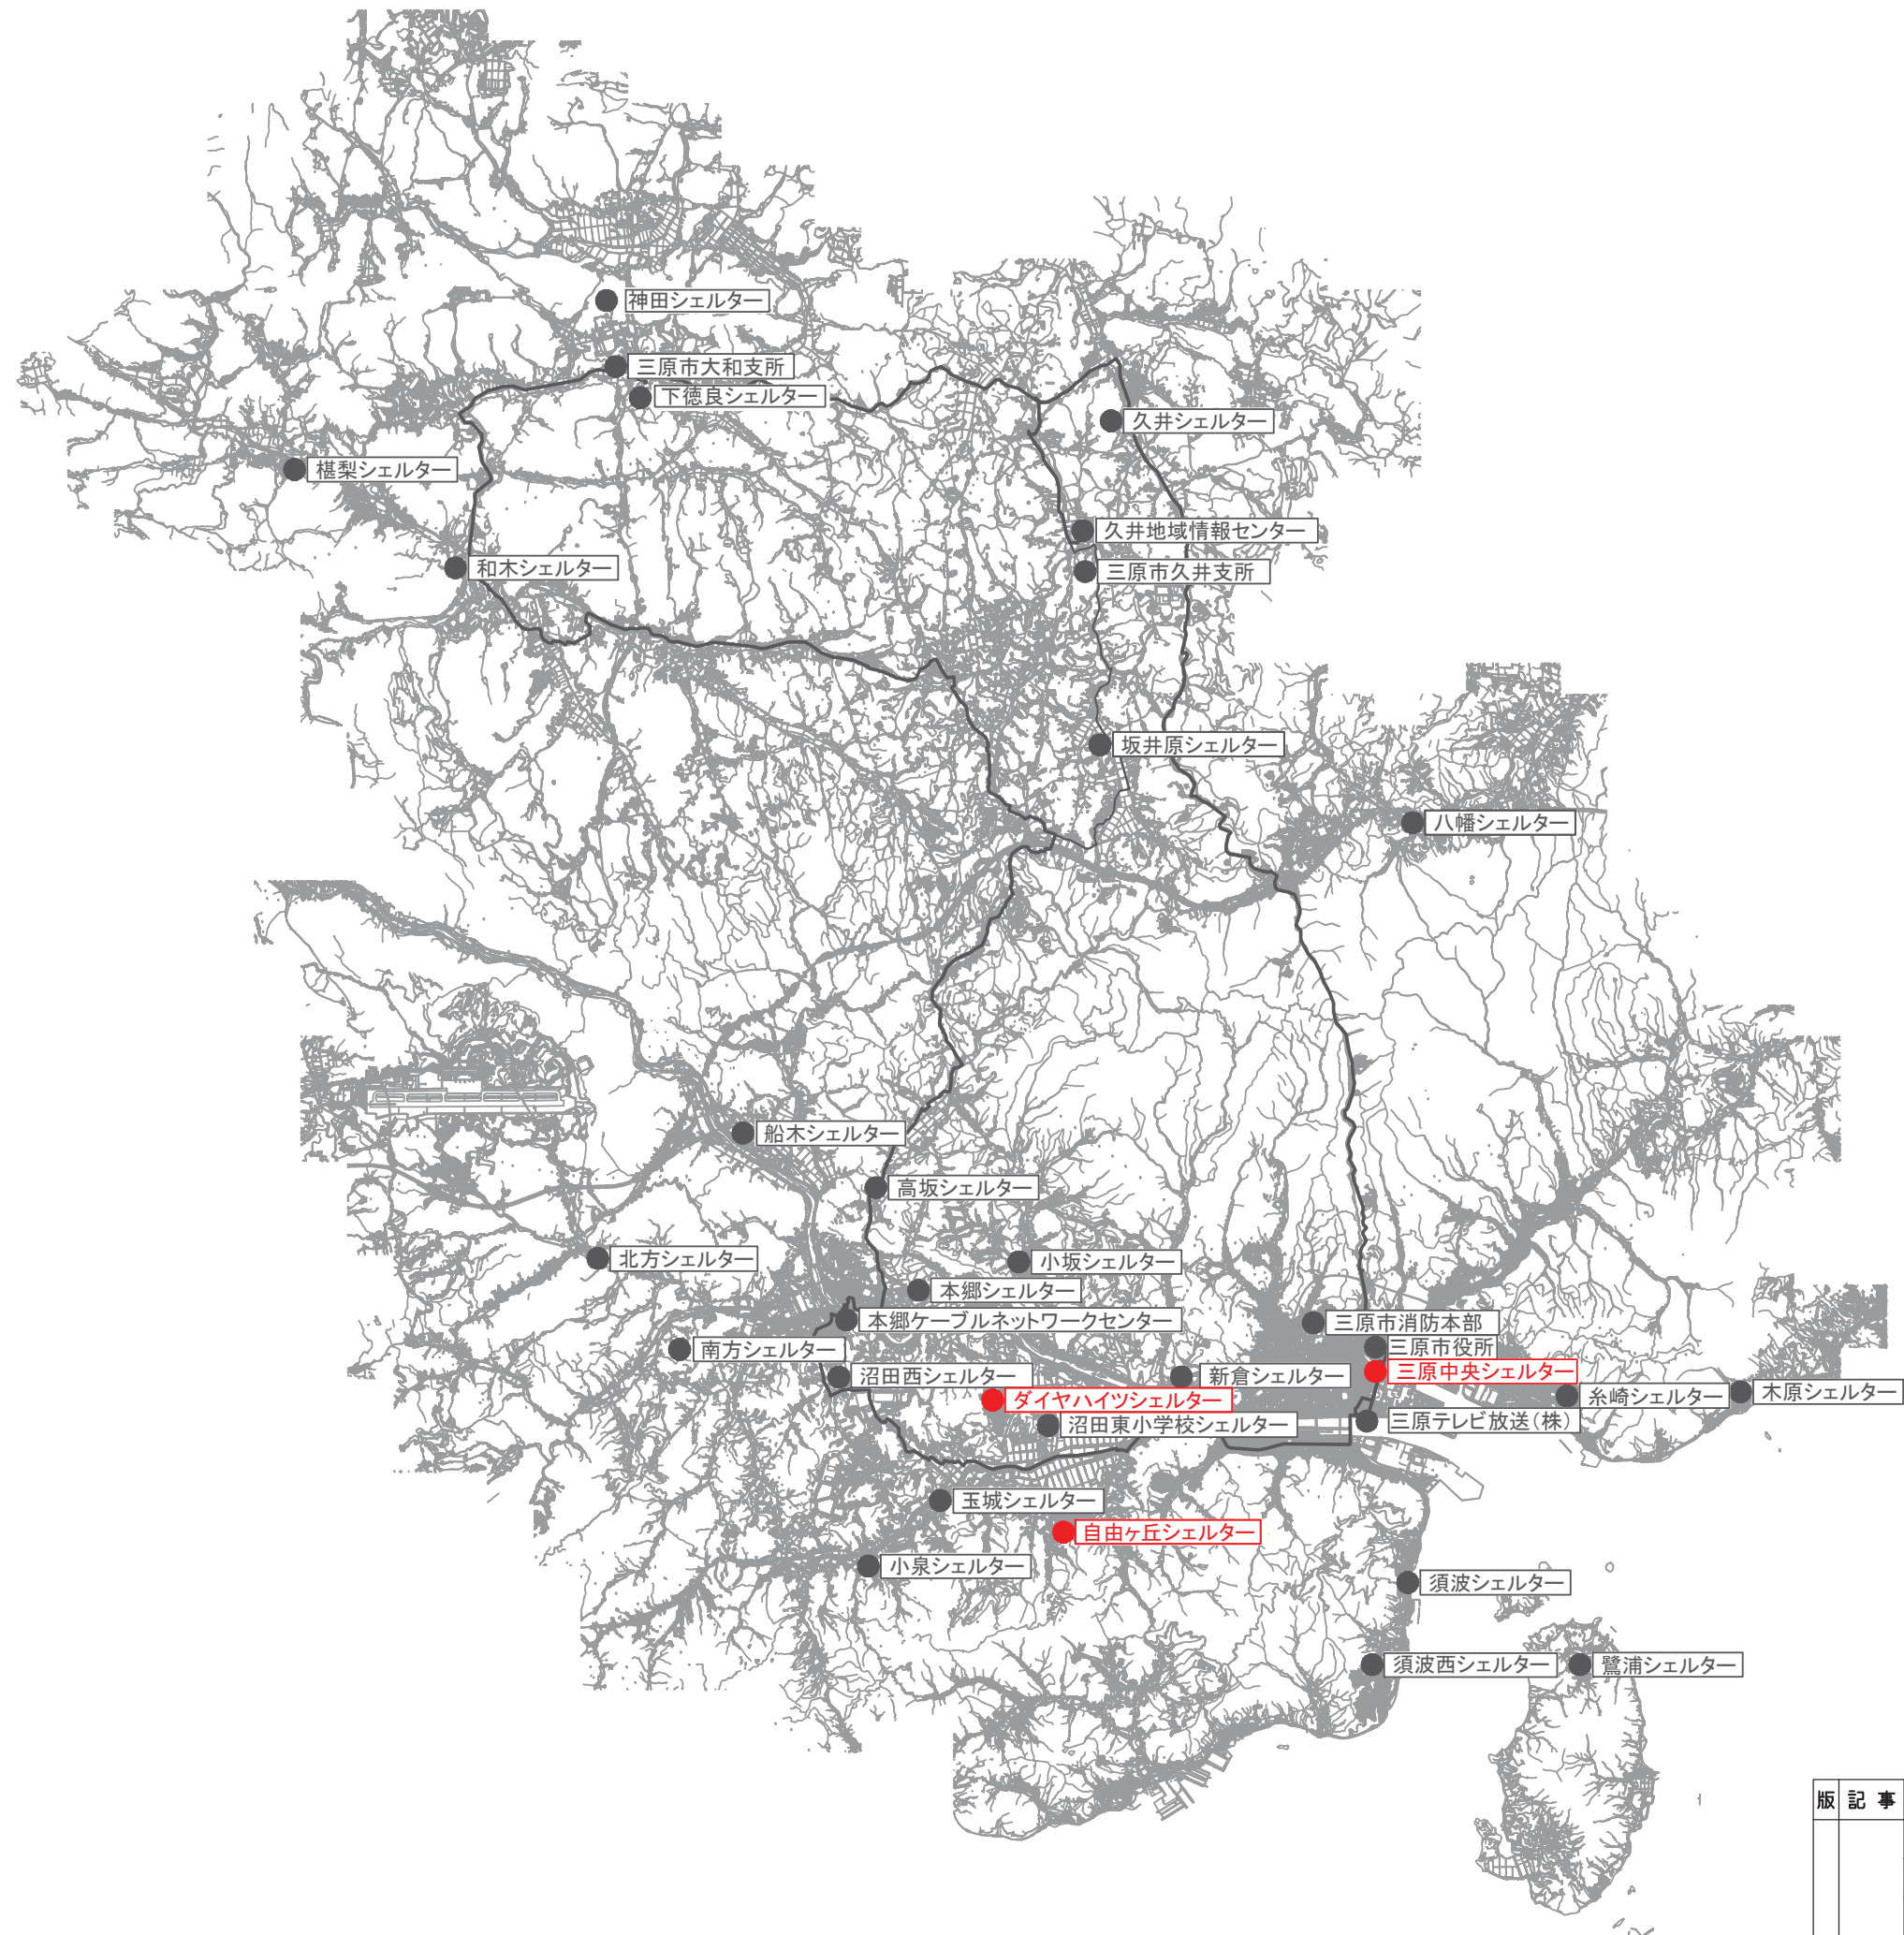 神田シェルター
三原市大和支所
下徳良シェルター
久井シェルター
椹梨シェルター
久井地域情報センター
和木シェルター
三原市久井支所
坂井原シェルター
八幡シェルター
船木シェルター
高坂シェルター
北方シェルター
小坂シェルター
本郷シェルター
本郷ケーブルネットワークセンター
三原市消防本部
南方シェルター
三原市役所
沼田西シェルター
新倉シェルター
三原中央シェルター
ダイヤハイツシェルター
糸崎シェルター
木原シェルター
沼田東小学校シェルター
三原テレビ放送(株)
玉城シェルター
自由ヶ丘シェルター
小泉シェルター
須波シェルター
須波西シェルター
鷺浦シェルター
版 記 事